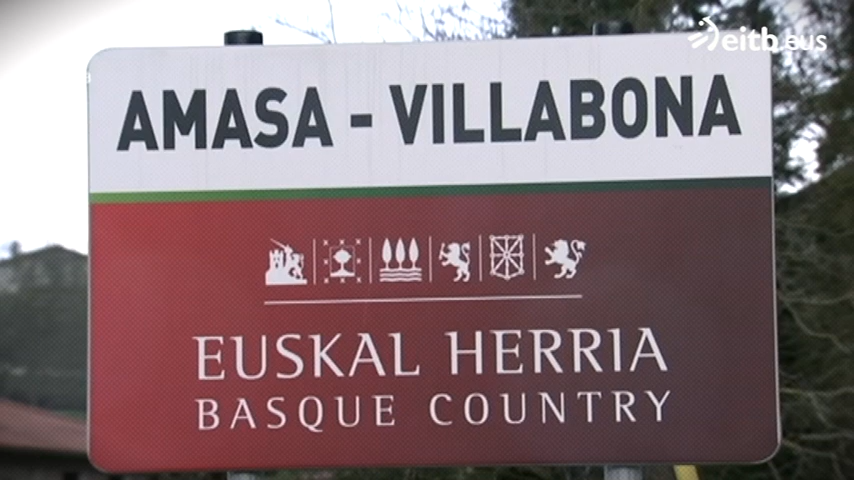 eitb.eus
AMASA - VILLABONA
EUSKAL HERRIA
BASQUE COUNTRY